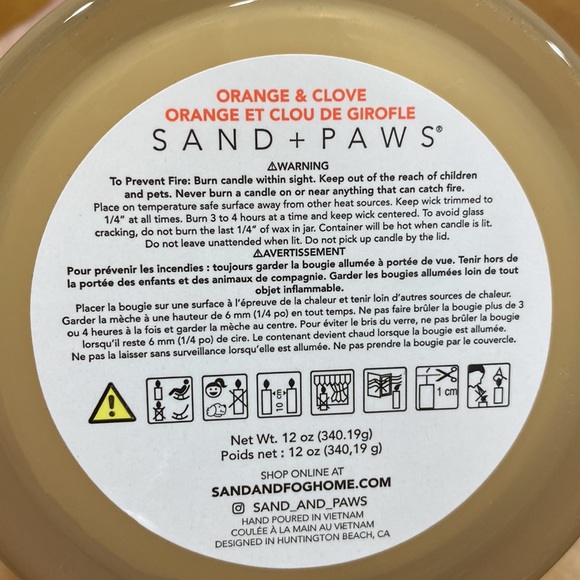 ORANGE & CLOVE
ORANGE ET CLOU DE GIROFLE
SAND + PAWS®
⚠WARNING
To Prevent Fire: Burn candle within sight. Keep out of the reach of children
and pets. Never burn a candle on or near anything that can catch fire.
Place on temperature safe surface away from other heat sources. Keep wick trimmed to
1/4” at all times. Burn 3 to 4 hours at a time and keep wick centered. To avoid glass
cracking, do not burn the last 1/4” of wax in jar. Container will be hot when candle is lit.
Do not leave unattended when lit. Do not pick up candle by the lid.
⚠AVERTISSEMENT
Pour prévenir les incendies : toujours garder la bougie allumée à portée de vue. Tenir hors de
la portée des enfants et des animaux de compagnie. Garder les bougies allumées loin de tout
objet inflammable.
Placer la bougie sur une surface à l'épreuve de la chaleur et tenir loin d'autres sources de chaleur.
Garder la mèche à une hauteur de 6 mm (1/4 po) en tout temps. Ne pas faire brûler plus de 3
ou 4 heures à la fois et garder la mèche au centre. Pour éviter le bris du verre, ne pas brûler la bougie
lorsqu'il reste 6 mm (1/4 po) de cire. Le contenant devient chaud lorsque la bougie est allumée.
Ne pas la laisser sans surveillance lorsqu'elle est allumée. Ne pas prendre la bougie par le couvercle.
10 cm
1 cm
Net Wt. 12 oz (340.19g)
Poids net : 12 oz (340,19 g)
SHOP ONLINE AT
SANDANDFOGHOME.COM
SAND_AND_PAWS
HAND POURED IN VIETNAM
COULÉE À LA MAIN AU VIETNAM
DESIGNED IN HUNTINGTON BEACH, CA